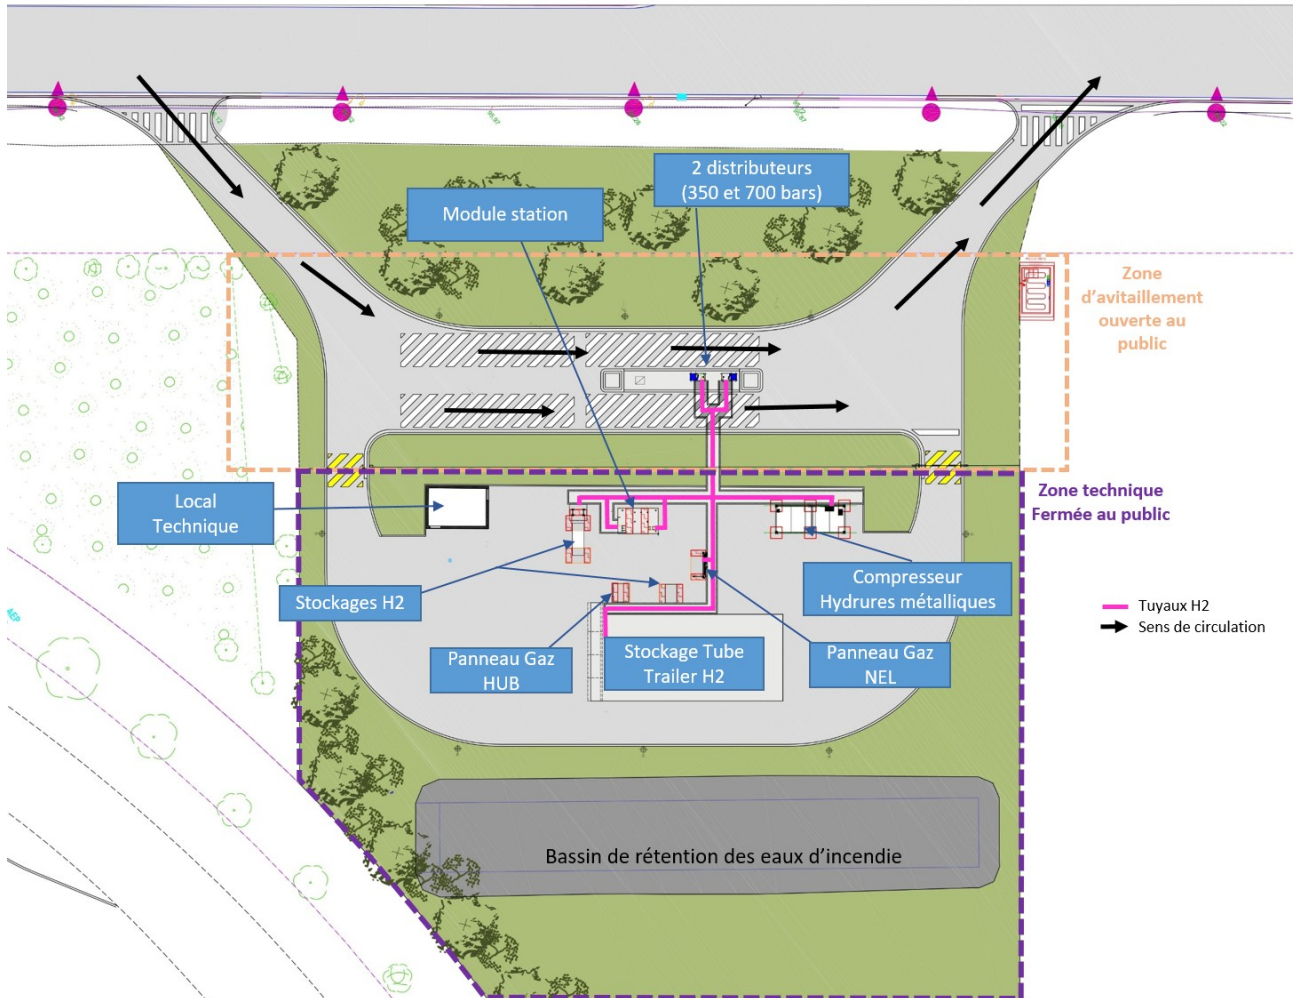 2 distributeurs
(350 et 700 bars)
Module station
Zone
d'avitaillement
ouverte au
public
Local
Technique
Zone technique
Fermée au public
Stockages H2
Compresseur
Hydrures métalliques
Panneau Gaz
HUB
Stockage Tube
Trailer H2
Panneau Gaz
NEL
Tuyaux H2
Sens de circulation
AEP
Bassin de rétention des eaux d'incendie